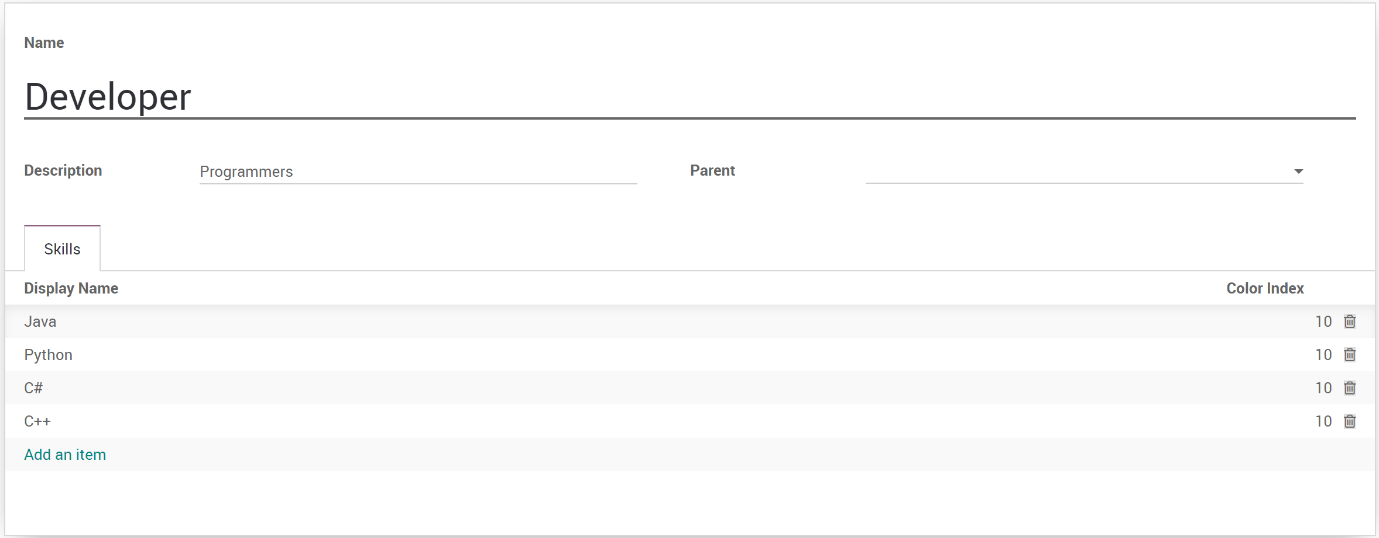 Name
Developer
Description Programmers Parent
Skills
Display Name Color Index
Java 10
Python 10
C# 10
C++ 10
Add an item